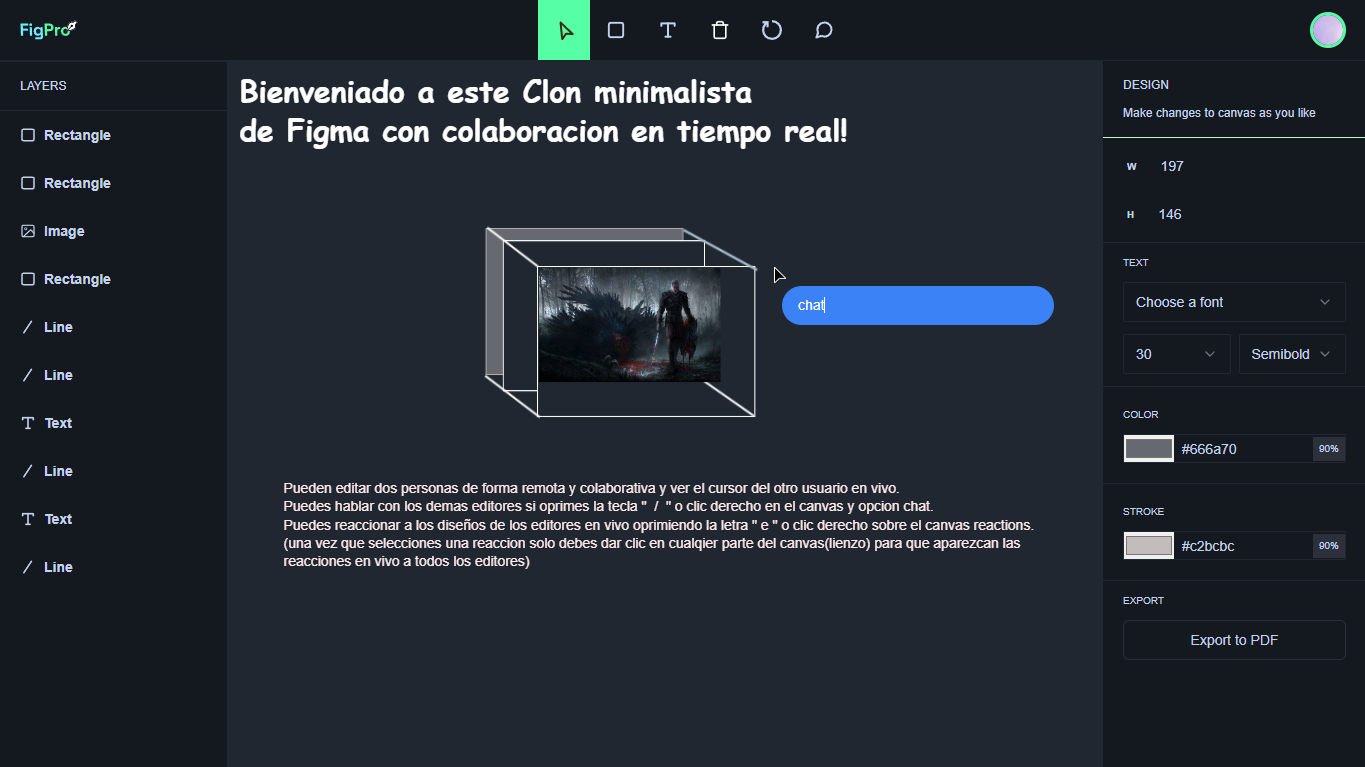 FigPro
LAYERS
Rectangle
Rectangle
Image
Rectangle
Line
Line
Text
Line
Text
Line
Bienveniado a este Clon minimalista
de Figma con colaboracion en tiempo real!
chat
Pueden editar dos personas de forma remota y colaborativa y ver el cursor del otro usuario en vivo.
Puedes hablar con los demas editores si oprimes la tecla "  /  " o clic derecho en el canvas y opcion chat.
Puedes reaccionar a los diseños de los editores en vivo oprimiendo la letra " e " o clic derecho sobre el canvas reactions.
(una vez que selecciones una reaccion solo debes dar clic en cualqier parte del canvas(lienzo) para que aparezcan las
reacciones en vivo a todos los editores)
DESIGN
Make changes to canvas as you like
W 197
H 146
TEXT
Choose a font
30 Semibold
COLOR
#666a70 90%
STROKE
#c2bcbc 90%
EXPORT
Export to PDF